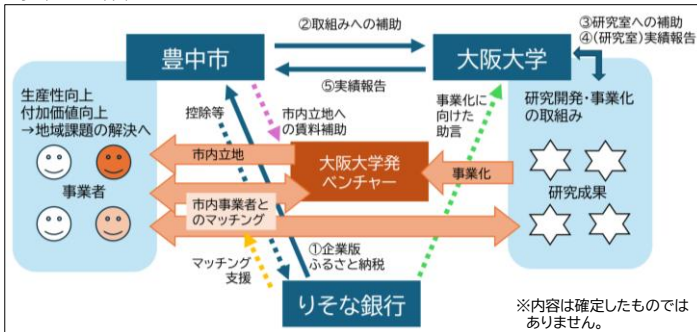 ②取組みへの補助
③研究室への補助
④(研究室)実績報告
豊中市
大阪大学
⑤実績報告
生産性向上
付加価値向上
→地域課題の解決へ
控除等
市内立地へ
の賃料補助
事業化に
向けた
助言
研究開発・事業化
の取組み
市内立地
大阪大学発
ベンチャー
事業化
事業者
市内事業者と
のマッチング
研究成果
マッチング
支援
①企業版
ふるさと納税
りそな銀行
※内容は確定したものでは
ありません。